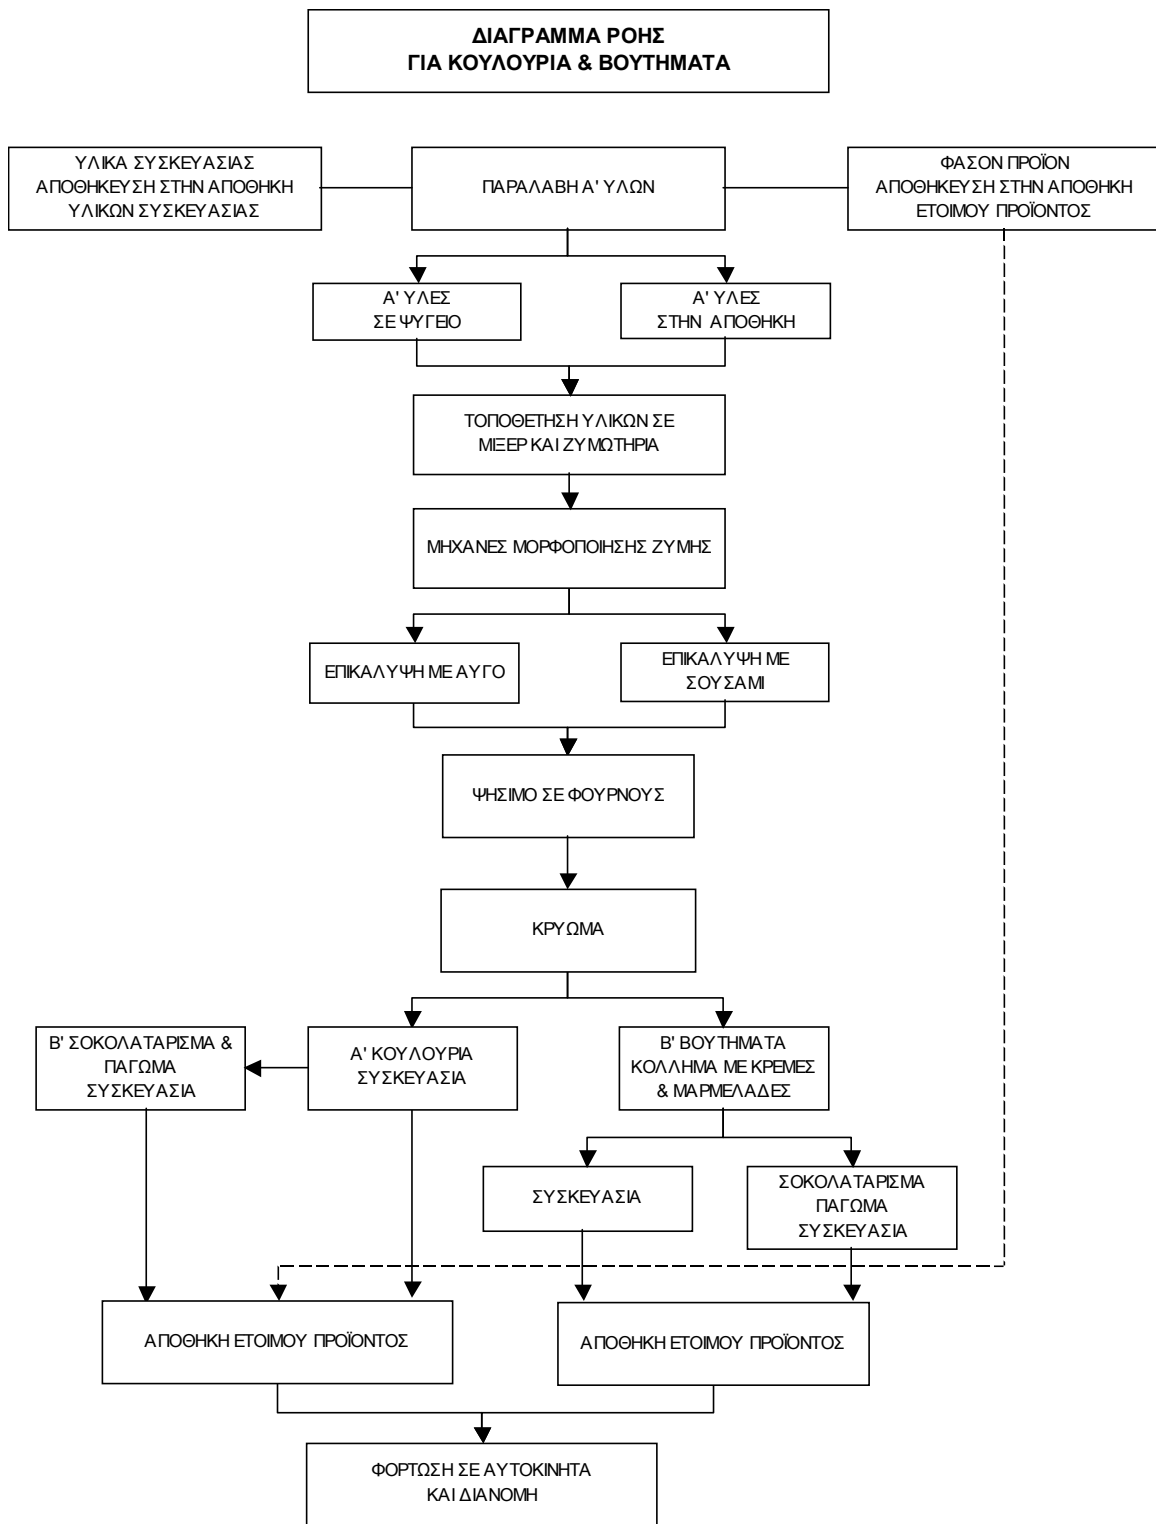 ΔΙΑΓΡΑΜΜΑ ΡΟΗΣ
ΓΙΑ ΚΟΥΛΟΥΡΙΑ & ΒΟΥΤΗΜΑΤΑ
ΥΛΙΚΑ ΣΥΣΚΕΥΑΣΙΑΣ
ΑΠΟΘΗΚΕΥΣΗ ΣΤΗΝ ΑΠΟΘΗΚΗ
ΥΛΙΚΩΝ ΣΥΣΚΕΥΑΣΙΑΣ
ΠΑΡΑΛΑΒΗ Α' ΥΛΩΝ
ΦΑΣΟΝ ΠΡΟΪΟΝ
ΑΠΟΘΗΚΕΥΣΗ ΣΤΗΝ ΑΠΟΘΗΚΗ
ΕΤΟΙΜΟΥ ΠΡΟΪΟΝΤΟΣ
Α' ΥΛΕΣ
ΣΕ ΨΥΓΕΙΟ
Α' ΥΛΕΣ
ΣΤΗΝ ΑΠΟΘΗΚΗ
ΤΟΠΟΘΕΤΗΣΗ ΥΛΙΚΩΝ ΣΕ
ΜΙΞΕΡ ΚΑΙ ΖΥΜΩΤΗΡΙΑ
ΜΗΧΑΝΕΣ ΜΟΡΦΟΠΟΙΗΣΗΣ ΖΥΜΗΣ
ΕΠΙΚΑΛΥΨΗ ΜΕ ΑΥΓΟ
ΕΠΙΚΑΛΥΨΗ ΜΕ
ΣΟΥΣΑΜΙ
ΨΗΣΙΜΟ ΣΕ ΦΟΥΡΝΟΥΣ
ΚΡΥΩΜΑ
Β' ΣΟΚΟΛΑΤΑΡΙΣΜΑ &
ΠΑΓΩΜΑ
ΣΥΣΚΕΥΑΣΙΑ
Α' ΚΟΥΛΟΥΡΙΑ
ΣΥΣΚΕΥΑΣΙΑ
Β' ΒΟΥΤΗΜΑΤΑ
ΚΟΛΛΗΜΑ ΜΕ ΚΡΕΜΕΣ
& ΜΑΡΜΕΛΑΔΕΣ
ΣΥΣΚΕΥΑΣΙΑ
ΣΟΚΟΛΑΤΑΡΙΣΜΑ
ΠΑΓΩΜΑ
ΣΥΣΚΕΥΑΣΙΑ
ΑΠΟΘΗΚΗ ΕΤΟΙΜΟΥ ΠΡΟΪΟΝΤΟΣ
ΑΠΟΘΗΚΗ ΕΤΟΙΜΟΥ ΠΡΟΪΟΝΤΟΣ
ΦΟΡΤΩΣΗ ΣΕ ΑΥΤΟΚΙΝΗΤΑ
ΚΑΙ ΔΙΑΝΟΜΗ